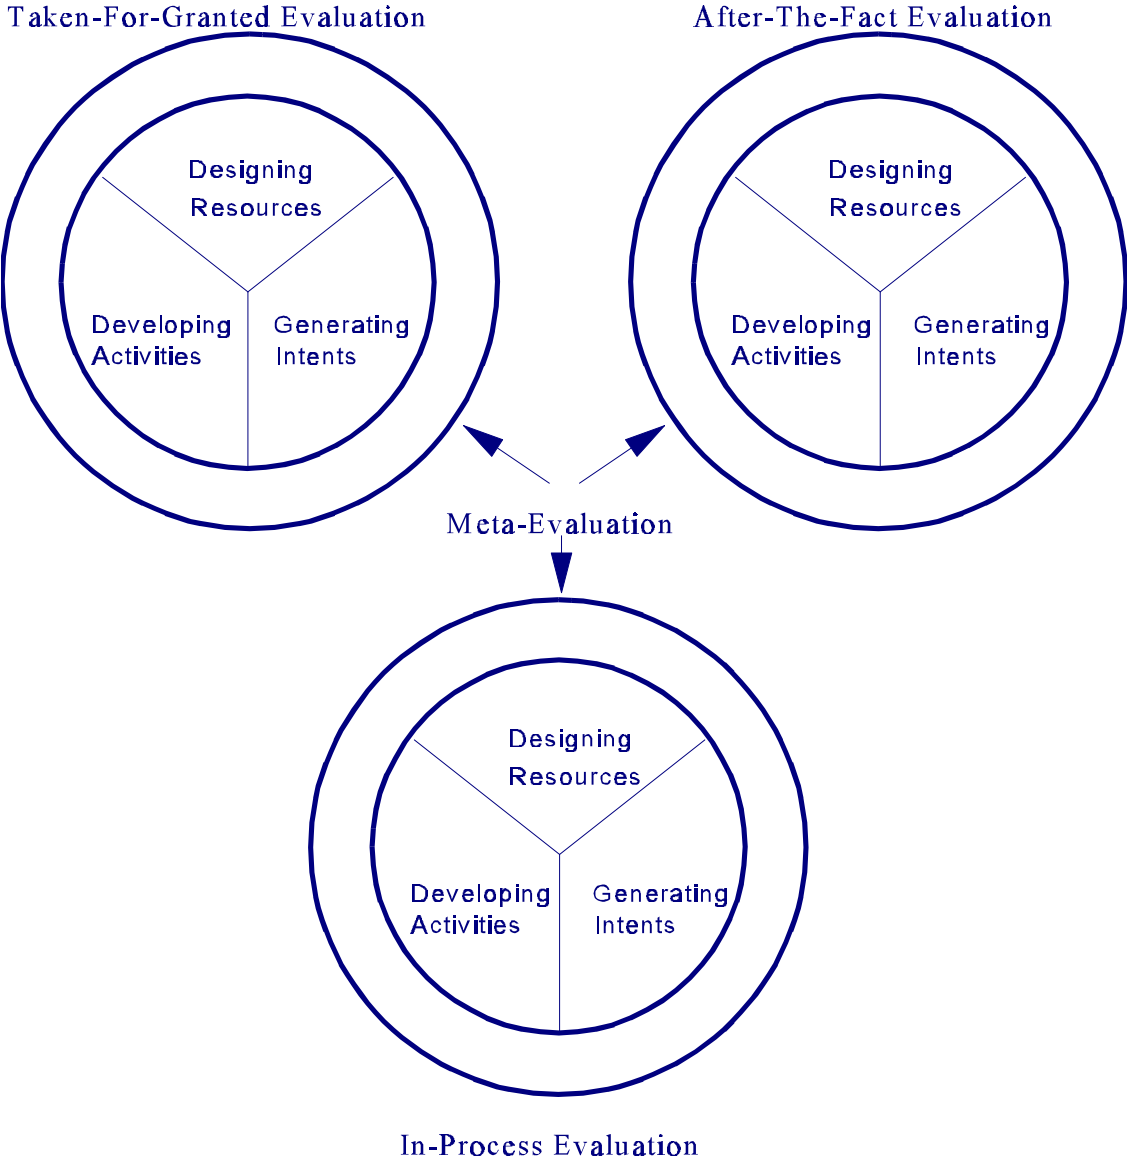 Taken-For-Granted Evaluation
After-The-Fact Evaluation
Designing
Resources
Developing
Activities
Generating
Intents
Designing
Resources
Developing
Activities
Generating
Intents
Meta-Evaluation
Designing
Resources
Developing
Activities
Generating
Intents
In-Process Evaluation